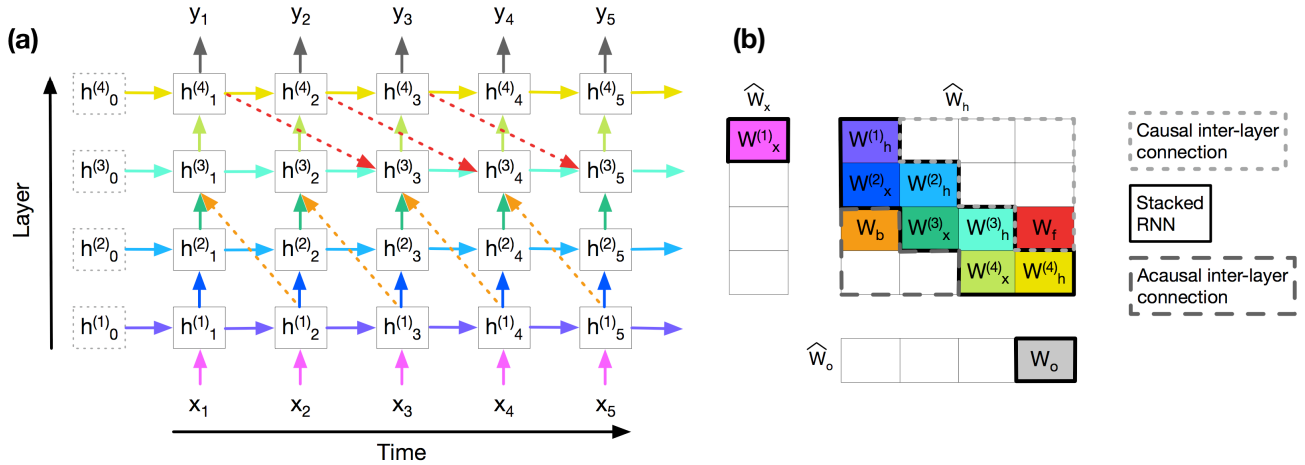 (a)
y₁ y₂ y₃ y₄ y₅
h⁽⁴⁾₀ h⁽⁴⁾₁ h⁽⁴⁾₂ h⁽⁴⁾₃ h⁽⁴⁾₄ h⁽⁴⁾₅
h⁽³⁾₀ h⁽³⁾₁ h⁽³⁾₂ h⁽³⁾₃ h⁽³⁾₄ h⁽³⁾₅
h⁽²⁾₀ h⁽²⁾₁ h⁽²⁾₂ h⁽²⁾₃ h⁽²⁾₄ h⁽²⁾₅
h⁽¹⁾₀ h⁽¹⁾₁ h⁽¹⁾₂ h⁽¹⁾₃ h⁽¹⁾₄ h⁽¹⁾₅
x₁ x₂ x₃ x₄ x₅
Layer
Time
(b)
Ŵₓ
W⁽¹⁾ₓ
Ŵₕ
W⁽¹⁾ₕ
W⁽²⁾ₓ W⁽²⁾ₕ
W_b W⁽³⁾ₓ W⁽³⁾ₕ W_f
W⁽⁴⁾ₓ W⁽⁴⁾ₕ
Ŵₒ
Wₒ
Causal inter-layer
connection
Stacked
RNN
Acausal inter-layer
connection